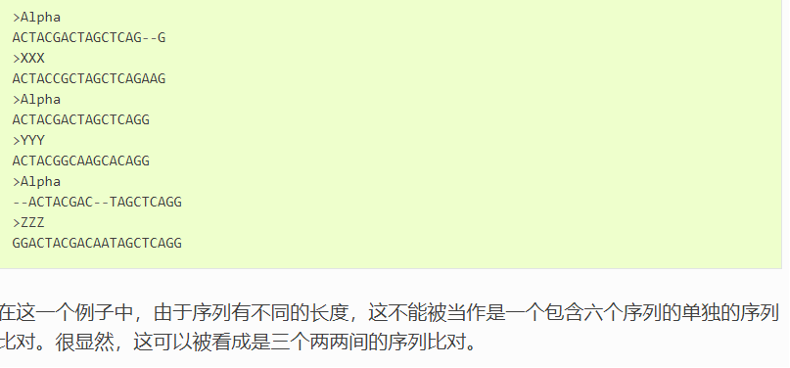 >Alpha
ACTACGACTAGCTCAG--G
>XXX
ACTACCGCTAGCTCAGAAG
>Alpha
ACTACGACTAGCTCAGG
>YYY
ACTACGGCAAGCACAGG
>Alpha
--ACTACGAC--TAGCTCAGG
>ZZZ
GGACTACGACAATAGCTCAGG
在这一个例子中，由于序列有不同的长度，这不能被当作是一个包含六个序列的单独的序列
比对。很显然，这可以被看成是三个两两间的序列比对。